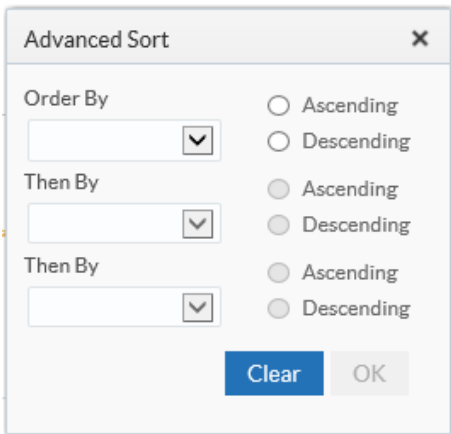 Advanced Sort
Order By
Ascending
Descending
Then By
Ascending
Descending
Then By
Ascending
Descending
Clear OK